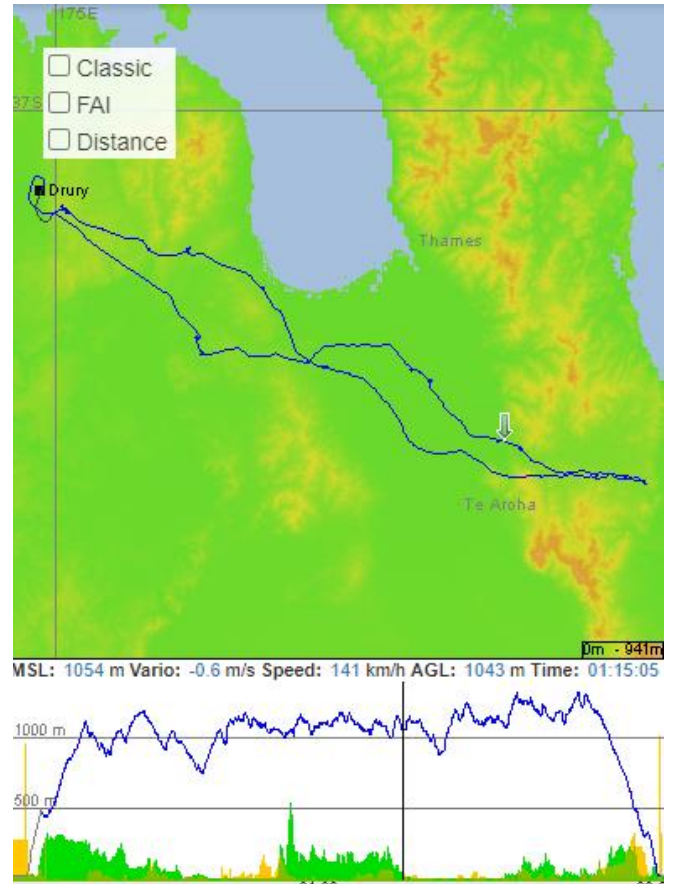 175E
Classic
37S
FAI
Distance
Drury
Thames
Te Aroha
0m - 941m
MSL: 1054 m Vario: -0.6 m/s Speed: 141 km/h AGL: 1043 m Time: 01:15:05
1000 m
500 m